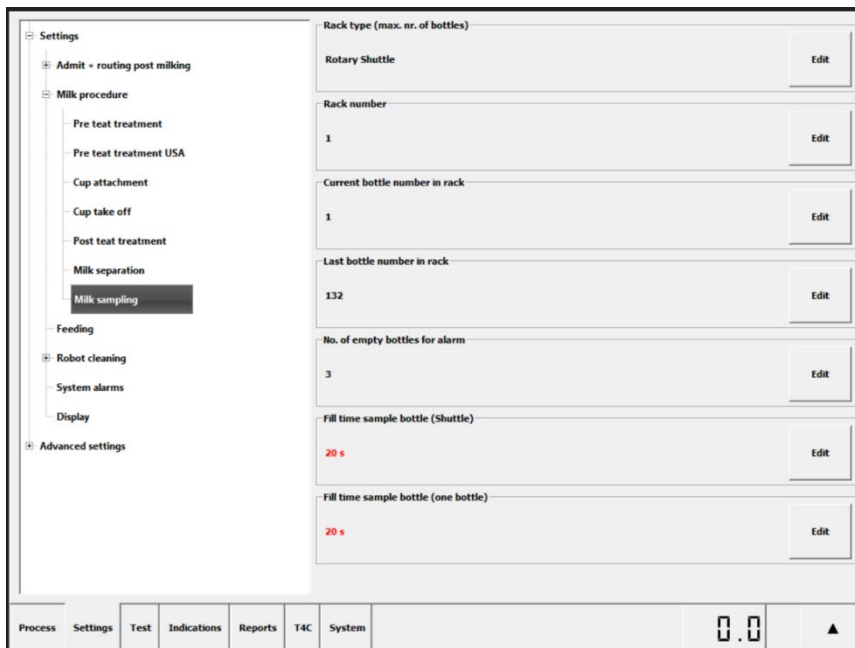 Settings
Admit + routing post milking
Milk procedure
Pre teat treatment
Pre teat treatment USA
Cup attachment
Cup take off
Post teat treatment
Milk separation
Milk sampling
Feeding
Robot cleaning
System alarms
Display
Advanced settings
Rack type (max. nr. of bottles)
Rotary Shuttle Edit
Rack number
1 Edit
Current bottle number in rack
1 Edit
Last bottle number in rack
132 Edit
No. of empty bottles for alarm
3 Edit
Fill time sample bottle (Shuttle)
20 s Edit
Fill time sample bottle (one bottle)
20 s Edit
Process Settings Test Indications Reports T4C System 0.0 ▲